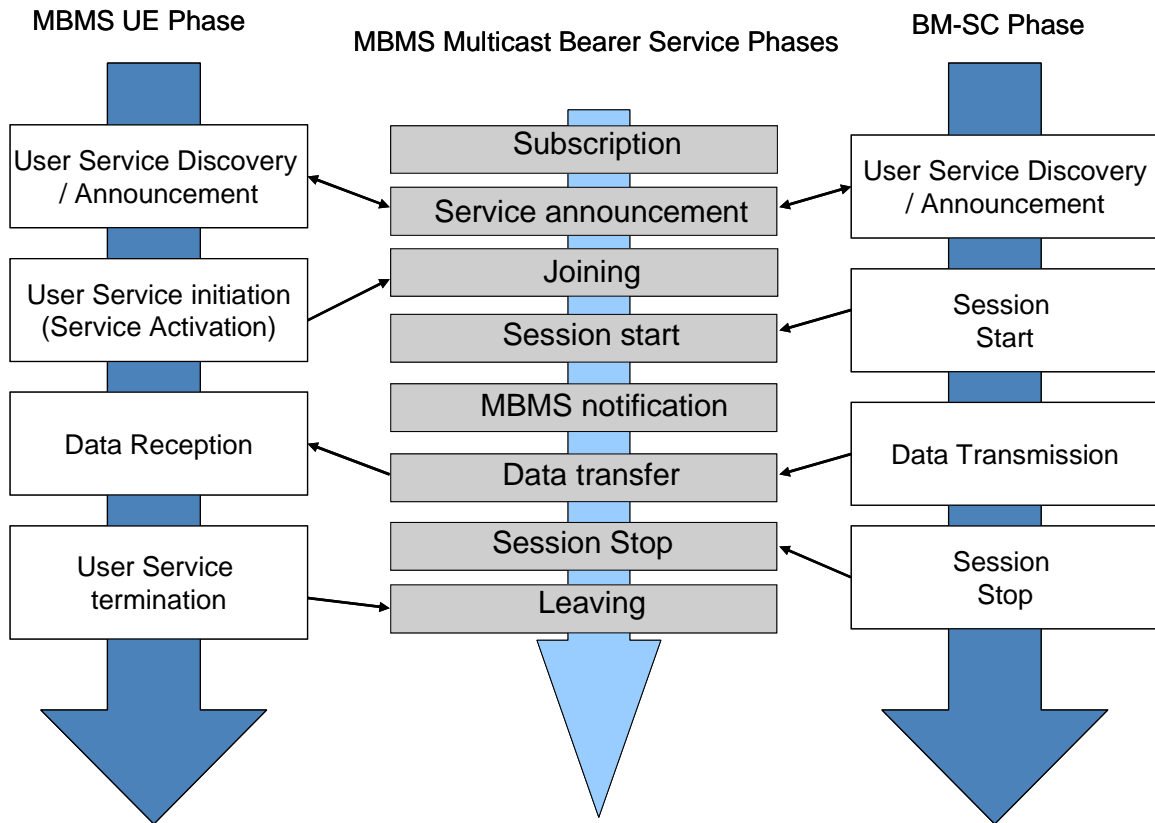 MBMS UE Phase
MBMS Multicast Bearer Service Phases
BM-SC Phase
User Service Discovery
/ Announcement
User Service initiation
(Service Activation)
Data Reception
User Service
termination
Subscription
Service announcement
Joining
Session start
MBMS notification
Data transfer
Session Stop
Leaving
User Service Discovery
/ Announcement
Session
Start
Data Transmission
Session
Stop